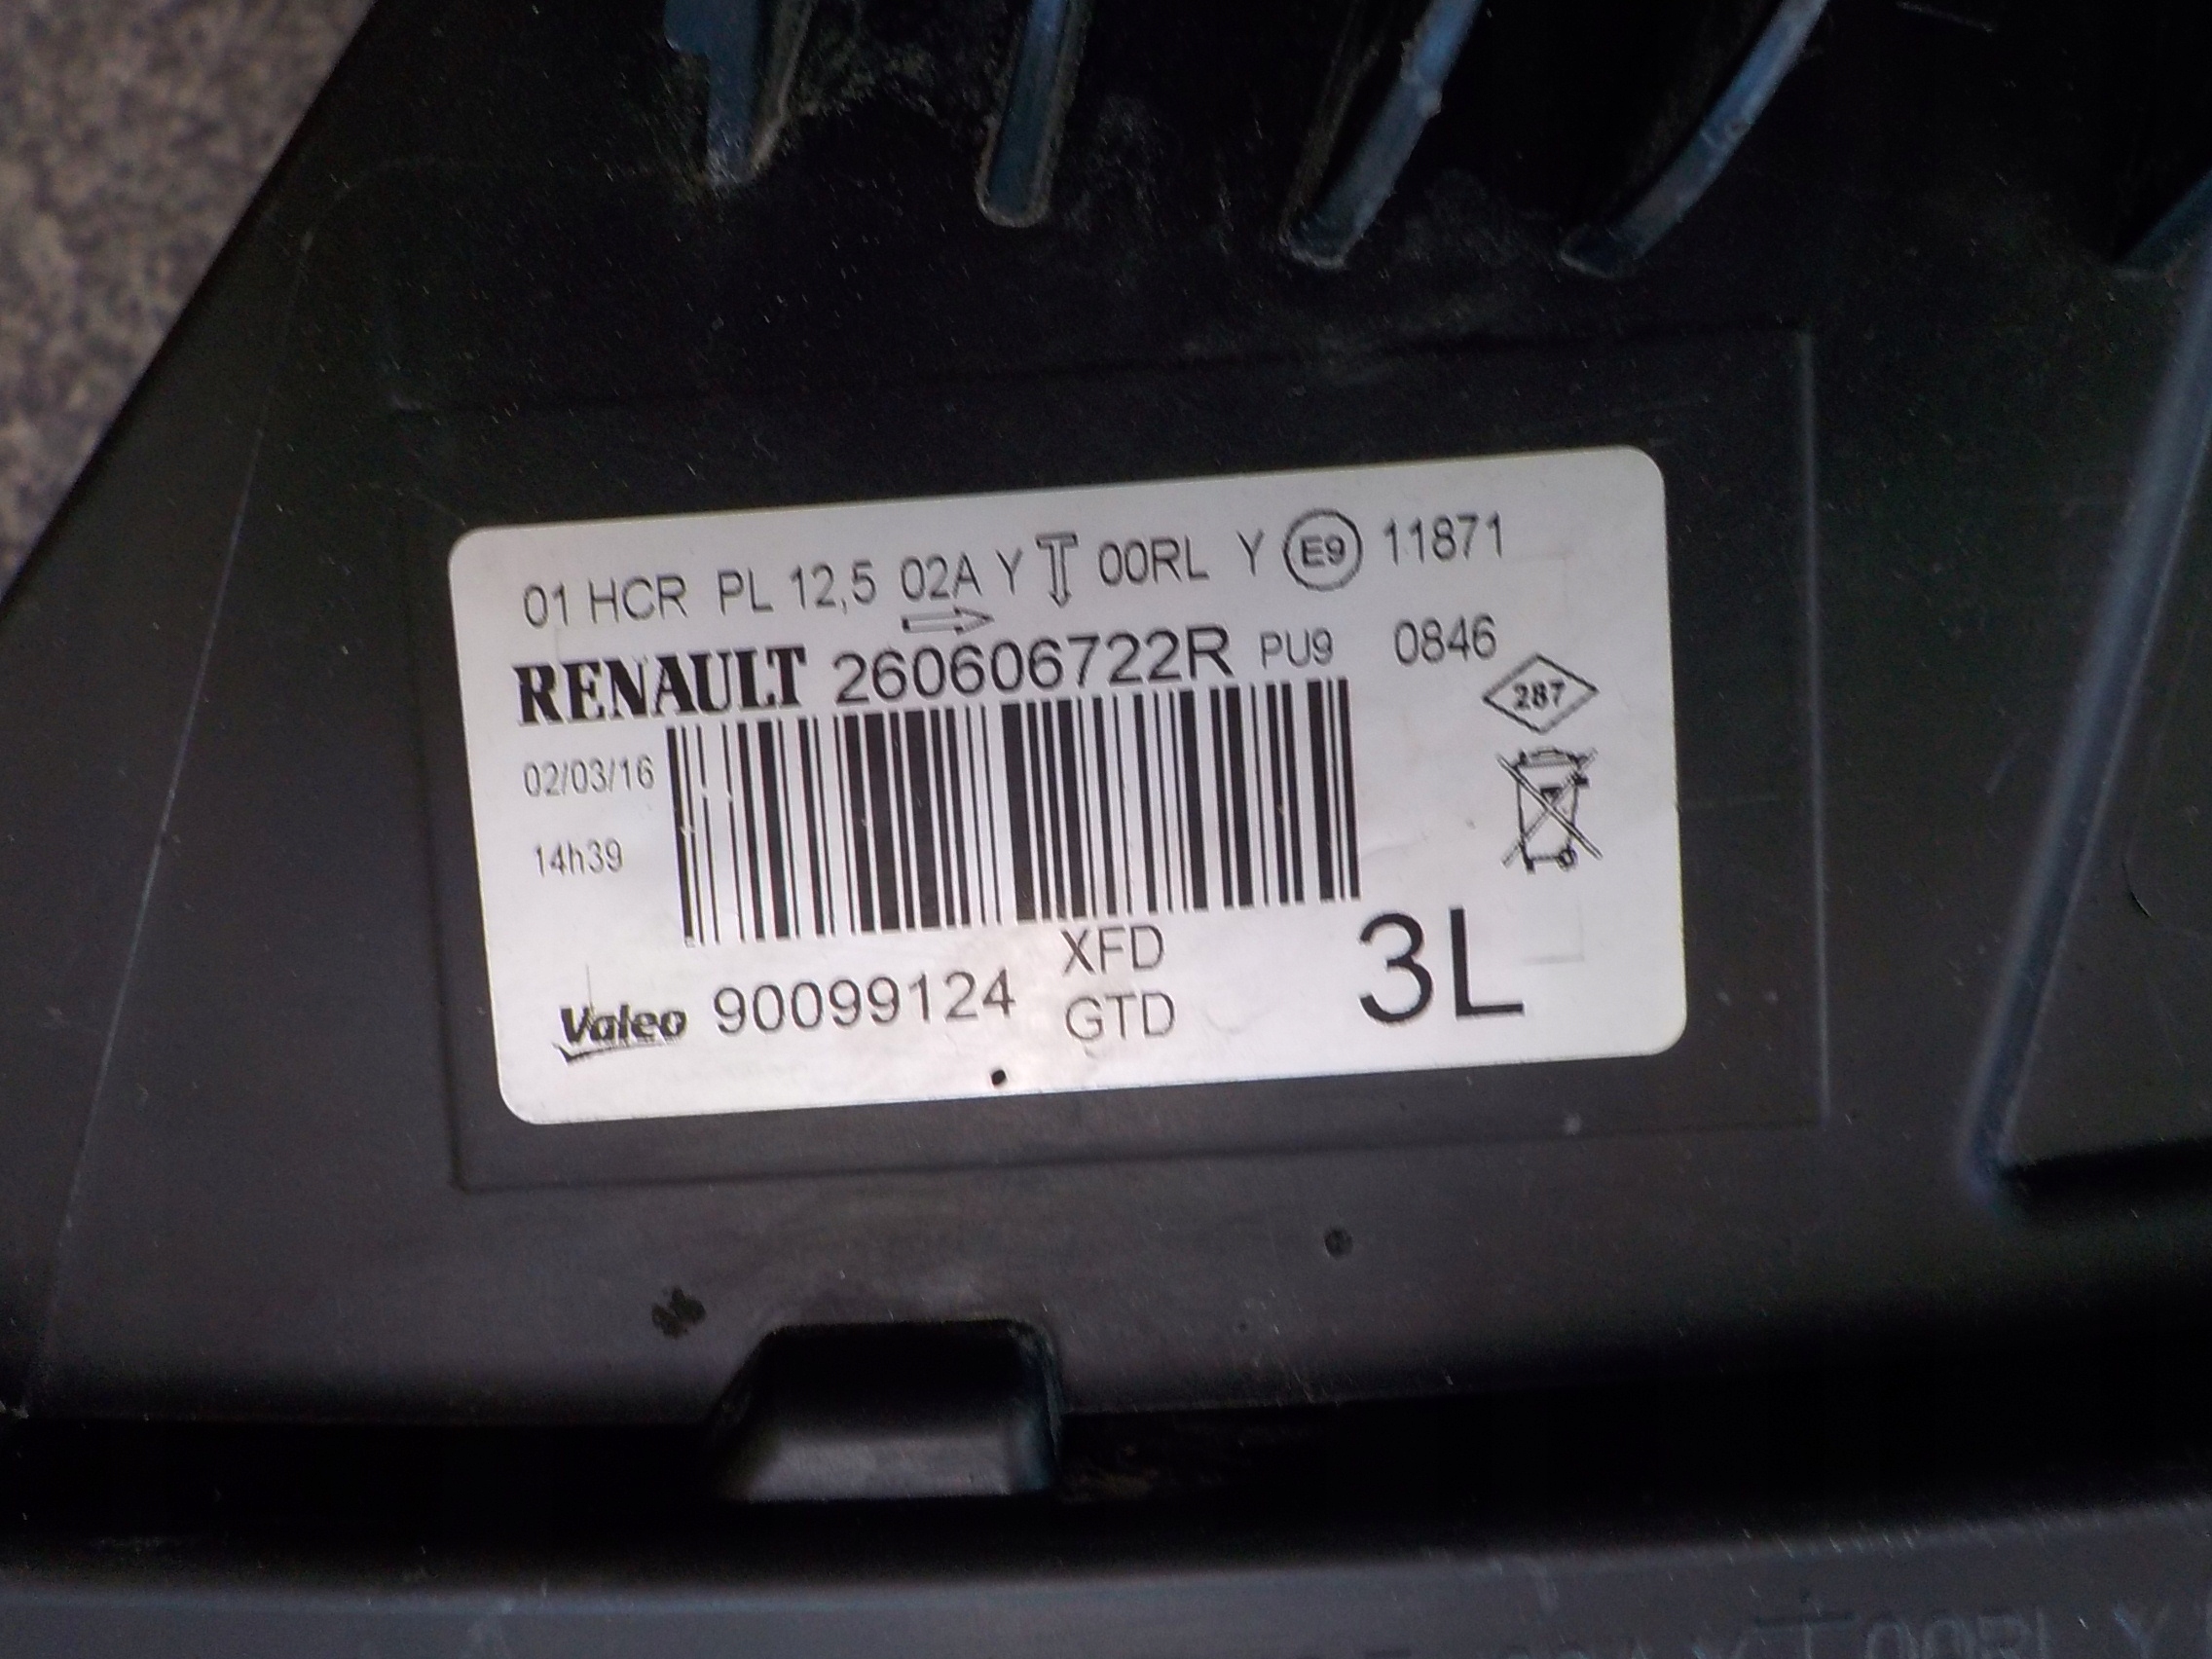 01 HCR PL 12,5 02A Y 00RL Y E9 11871
RENAULT 260606722R PU9 0846
287
02/03/16
14h39
XFD
Valeo 90099124
GTD
3L
00RL Y